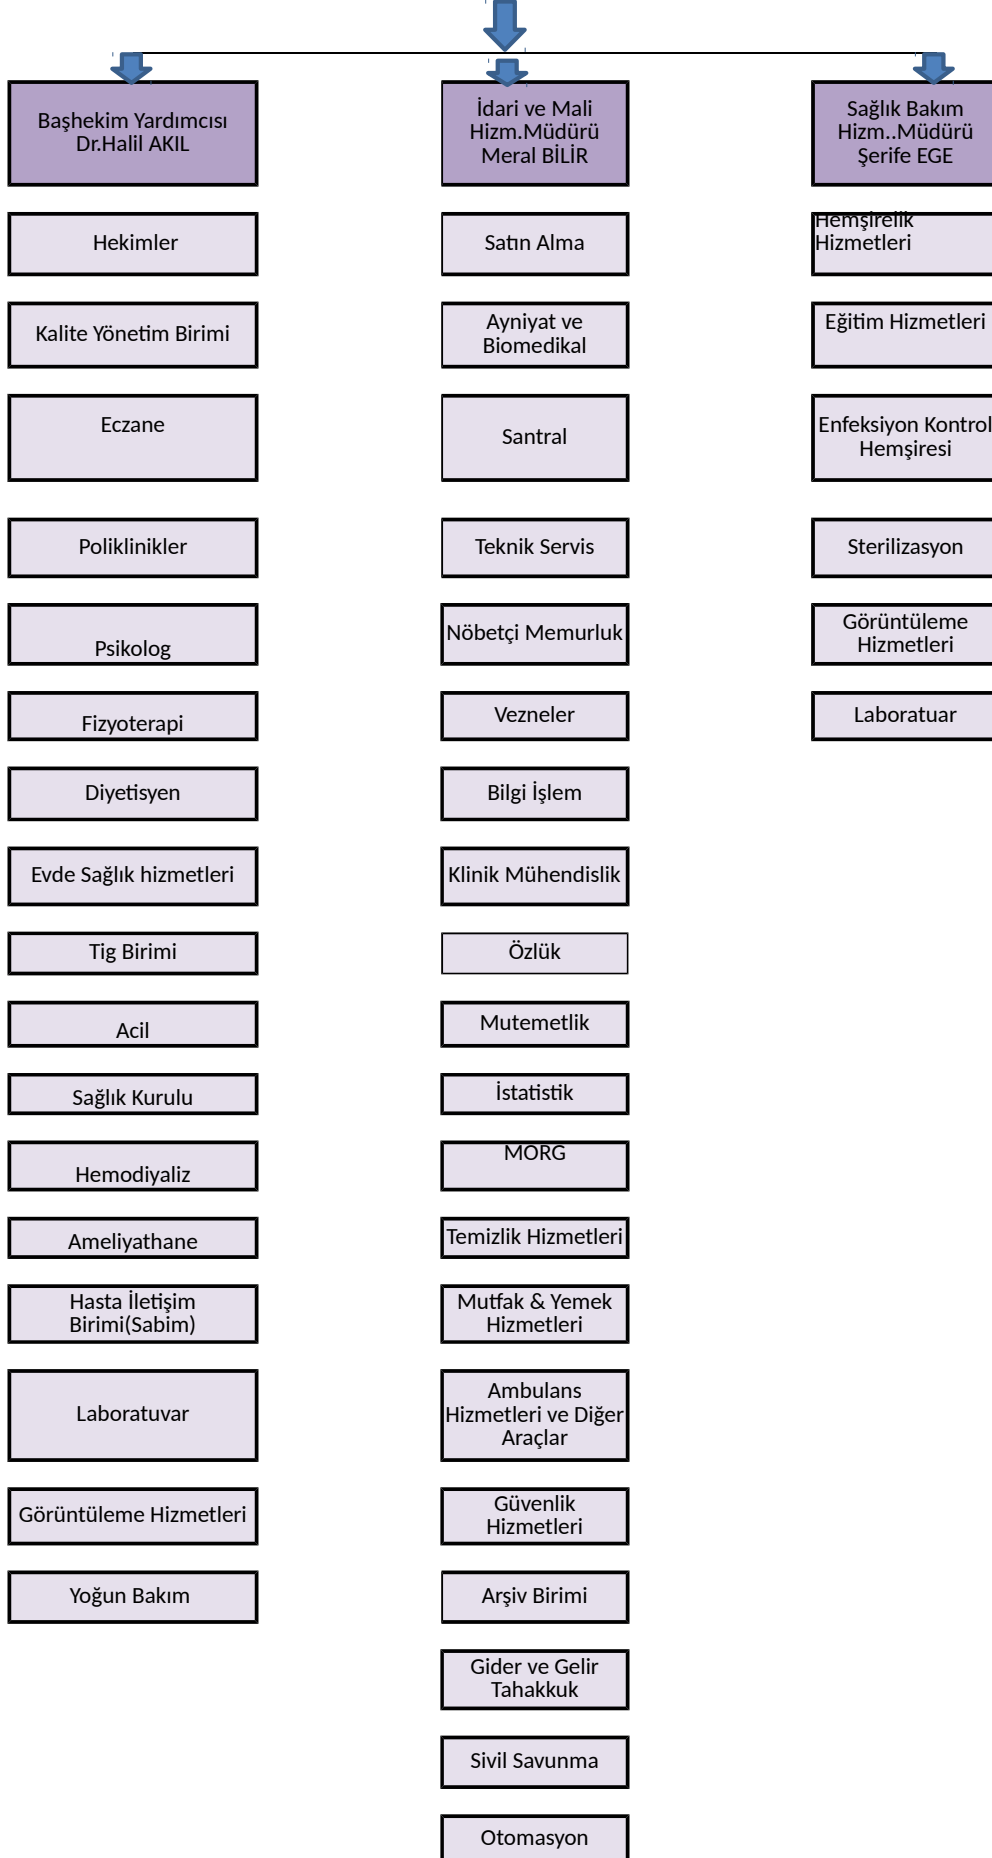 Başhekim Yardımcısı
Dr.Halil AKIL
Hekimler
Kalite Yönetim Birimi
Eczane
Poliklinikler
Psikolog
Fizyoterapi
Diyetisyen
Evde Sağlık hizmetleri
Tig Birimi
Acil
Sağlık Kurulu
Hemodiyaliz
Ameliyathane
Hasta İletişim
Birimi(Sabim)
Laboratuvar
Görüntüleme Hizmetleri
Yoğun Bakım
İdari ve Mali
Hizm.Müdürü
Meral BİLİR
Satın Alma
Ayniyat ve
Biomedikal
Santral
Teknik Servis
Nöbetçi Memurluk
Vezneler
Bilgi İşlem
Klinik Mühendislik
Özlük
Mutemetlik
İstatistik
MORG
Temizlik Hizmetleri
Mutfak & Yemek
Hizmetleri
Ambulans
Hizmetleri ve Diğer
Araçlar
Güvenlik
Hizmetleri
Arşiv Birimi
Gider ve Gelir
Tahakkuk
Sivil Savunma
Otomasyon
Sağlık Bakım
Hizm..Müdürü
Şerife EGE
Hemşirelik
Hizmetleri
Eğitim Hizmetleri
Enfeksiyon Kontrol
Hemşiresi
Sterilizasyon
Görüntüleme
Hizmetleri
Laboratuar